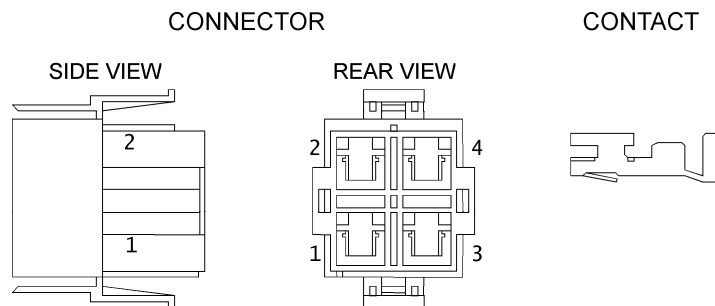 CONNECTOR CONTACT
SIDE VIEW REAR VIEW
2 2 4
1 1 3